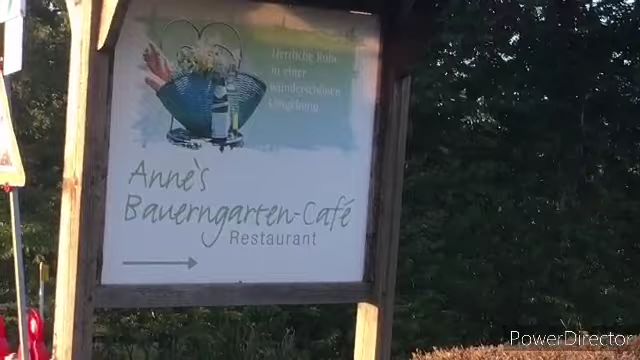 Herrliche Ruhe
in einer
wunderschönen
Umgebung
Anne`s
Bauerngarten-Café
Restaurant
PowerDirector